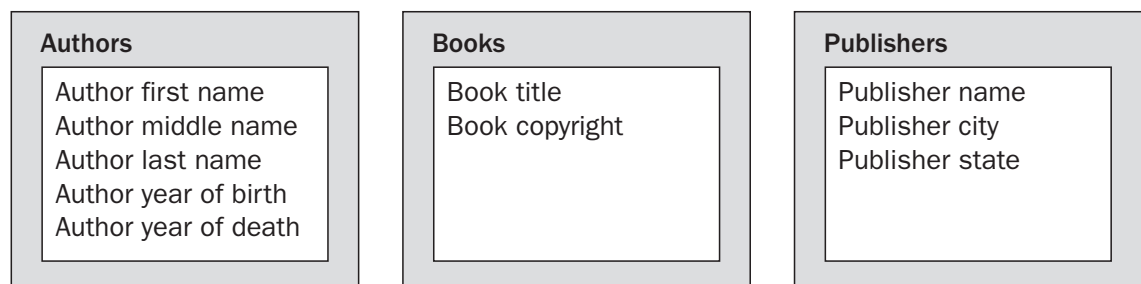 Authors
Author first name
Author middle name
Author last name
Author year of birth
Author year of death
Books
Book title
Book copyright
Publishers
Publisher name
Publisher city
Publisher state